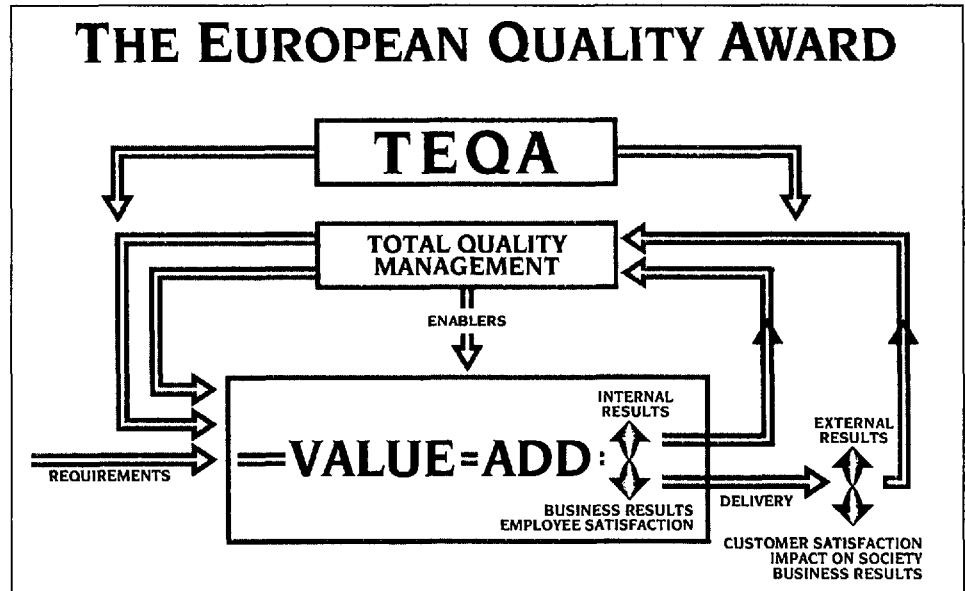 THE EUROPEAN QUALITY AWARD
TEQA
TOTAL QUALITY
MANAGEMENT
ENABLERS
INTERNAL
RESULTS
EXTERNAL
RESULTS
VALUE=ADD:
REQUIREMENTS
DELIVERY
BUSINESS RESULTS
EMPLOYEE SATISFACTION
CUSTOMER SATISFACTION
IMPACT ON SOCIETY
BUSINESS RESULTS